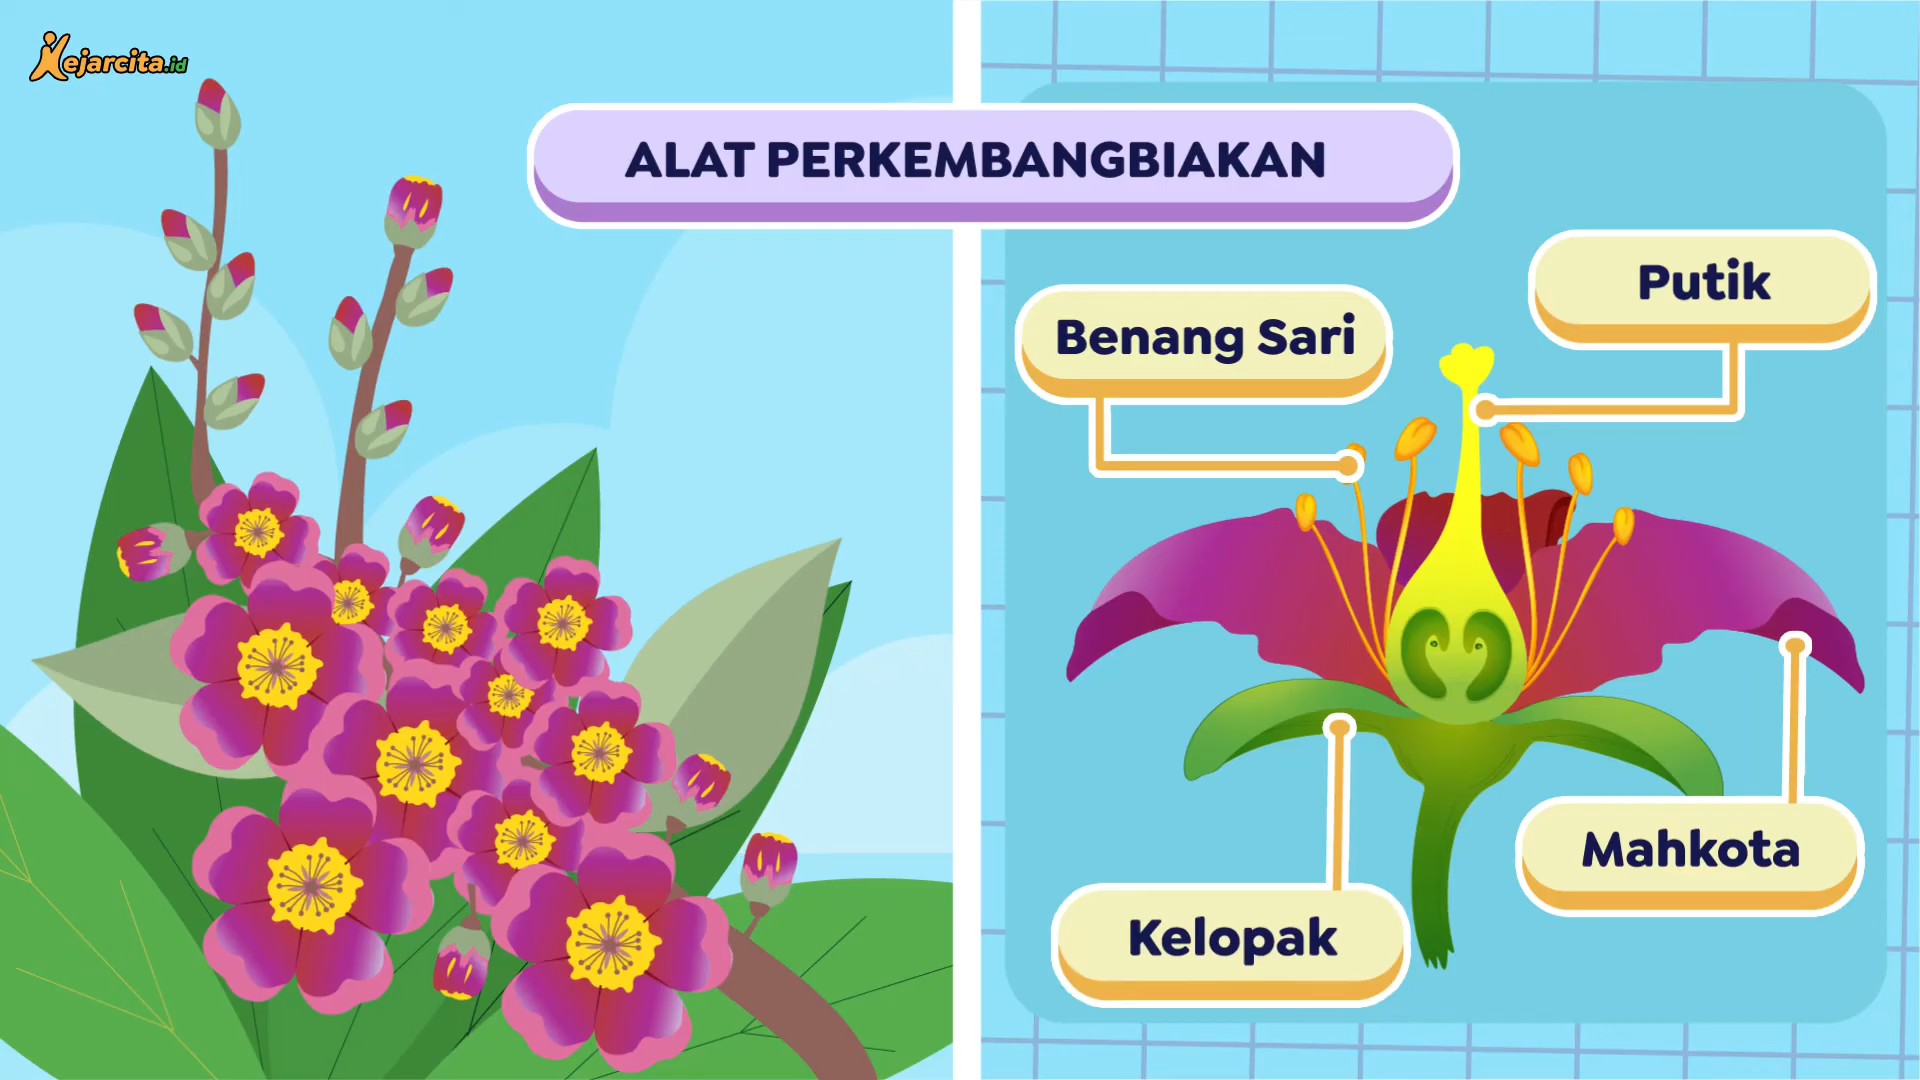 Kejarcita.id
ALAT PERKEMBANGBIAKAN
Benang Sari
Putik
Mahkota
Kelopak